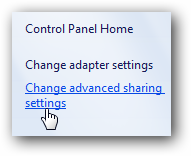 Control Panel Home
Change adapter settings
Change advanced sharing
settings